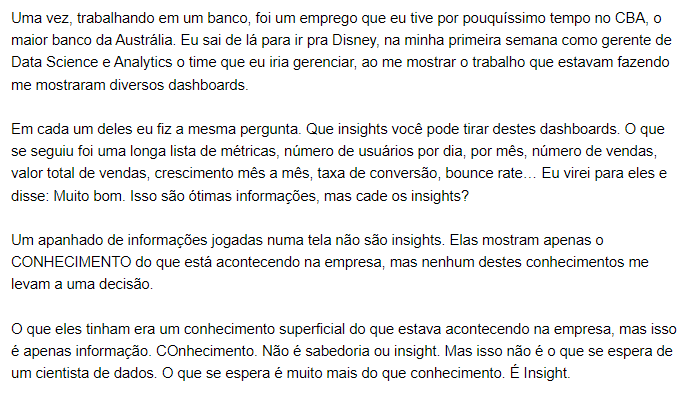 Uma vez, trabalhando em um banco, foi um emprego que eu tive por pouquíssimo tempo no CBA, o
maior banco da Austrália. Eu sai de lá para ir pra Disney, na minha primeira semana como gerente de
Data Science e Analytics o time que eu iria gerenciar, ao me mostrar o trabalho que estavam fazendo
me mostraram diversos dashboards.
Em cada um deles eu fiz a mesma pergunta. Que insights você pode tirar destes dashboards. O que
se seguiu foi uma longa lista de métricas, número de usuários por dia, por mês, número de vendas,
valor total de vendas, crescimento mês a mês, taxa de conversão, bounce rate… Eu virei para eles e
disse: Muito bom. Isso são ótimas informações, mas cade os insights?
Um apanhado de informações jogadas numa tela não são insights. Elas mostram apenas o
CONHECIMENTO do que está acontecendo na empresa, mas nenhum destes conhecimentos me
levam a uma decisão.
O que eles tinham era um conhecimento superficial do que estava acontecendo na empresa, mas isso
é apenas informação. COnhecimento. Não é sabedoria ou insight. Mas isso não é o que se espera de
um cientista de dados. O que se espera é muito mais do que conhecimento. É Insight.